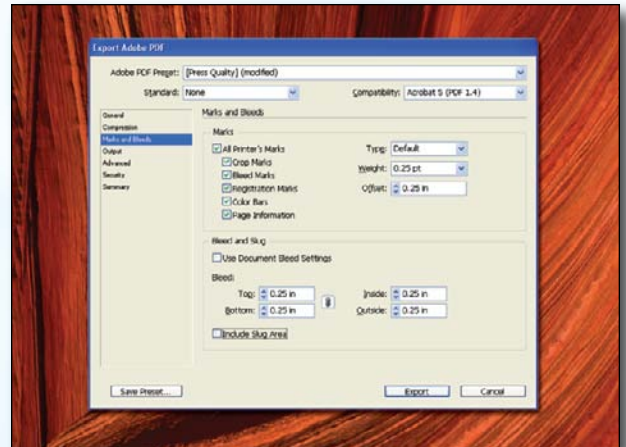 Export Adobe PDF
Adobe PDF Preset: [Press Quality] (modified)
Standard: None Compatibility: Acrobat 5 (PDF 1.4)
General
Compression
Marks and Bleeds
Output
Advanced
Security
Summary
Marks and Bleeds
Marks
All Printer's Marks
Crop Marks
Bleed Marks
Registration Marks
Color Bars
Page Information
Type: Default
Weight: 0.25 pt
Offset: 0.25 in
Bleed and Slug
Use Document Bleed Settings
Bleed:
Top: 0.25 in Inside: 0.25 in
Bottom: 0.25 in Outside: 0.25 in
Include Slug Area
Save Preset... Export Cancel